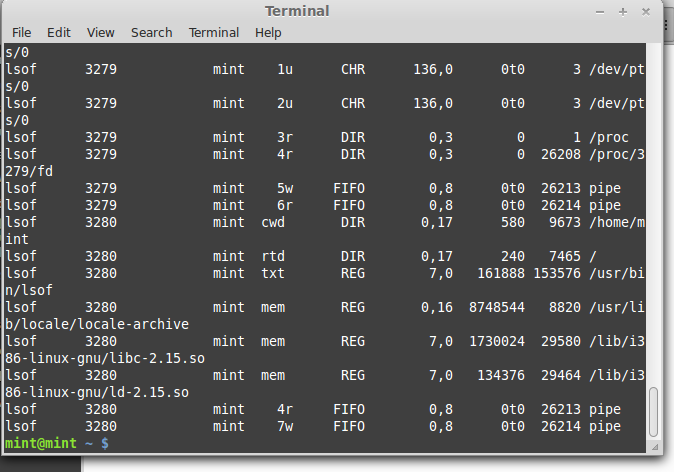 Terminal
File Edit View Search Terminal Help
s/0
lsof 3279 mint 1u CHR 136,0 0t0 3 /dev/pt
s/0
lsof 3279 mint 2u CHR 136,0 0t0 3 /dev/pt
s/0
lsof 3279 mint 3r DIR 0,3 0 1 /proc
lsof 3279 mint 4r DIR 0,3 0 26208 /proc/3
279/fd
lsof 3279 mint 5w FIFO 0,8 0t0 26213 pipe
lsof 3279 mint 6r FIFO 0,8 0t0 26214 pipe
lsof 3280 mint cwd DIR 0,17 580 9673 /home/m
int
lsof 3280 mint rtd DIR 0,17 240 7465 /
lsof 3280 mint txt REG 7,0 161888 153576 /usr/bi
n/lsof
lsof 3280 mint mem REG 0,16 8748544 8820 /usr/li
b/locale/locale-archive
lsof 3280 mint mem REG 7,0 1730024 29580 /lib/i3
86-linux-gnu/libc-2.15.so
lsof 3280 mint mem REG 7,0 134376 29464 /lib/i3
86-linux-gnu/ld-2.15.so
lsof 3280 mint 4r FIFO 0,8 0t0 26213 pipe
lsof 3280 mint 7w FIFO 0,8 0t0 26214 pipe
mint@mint ~ $